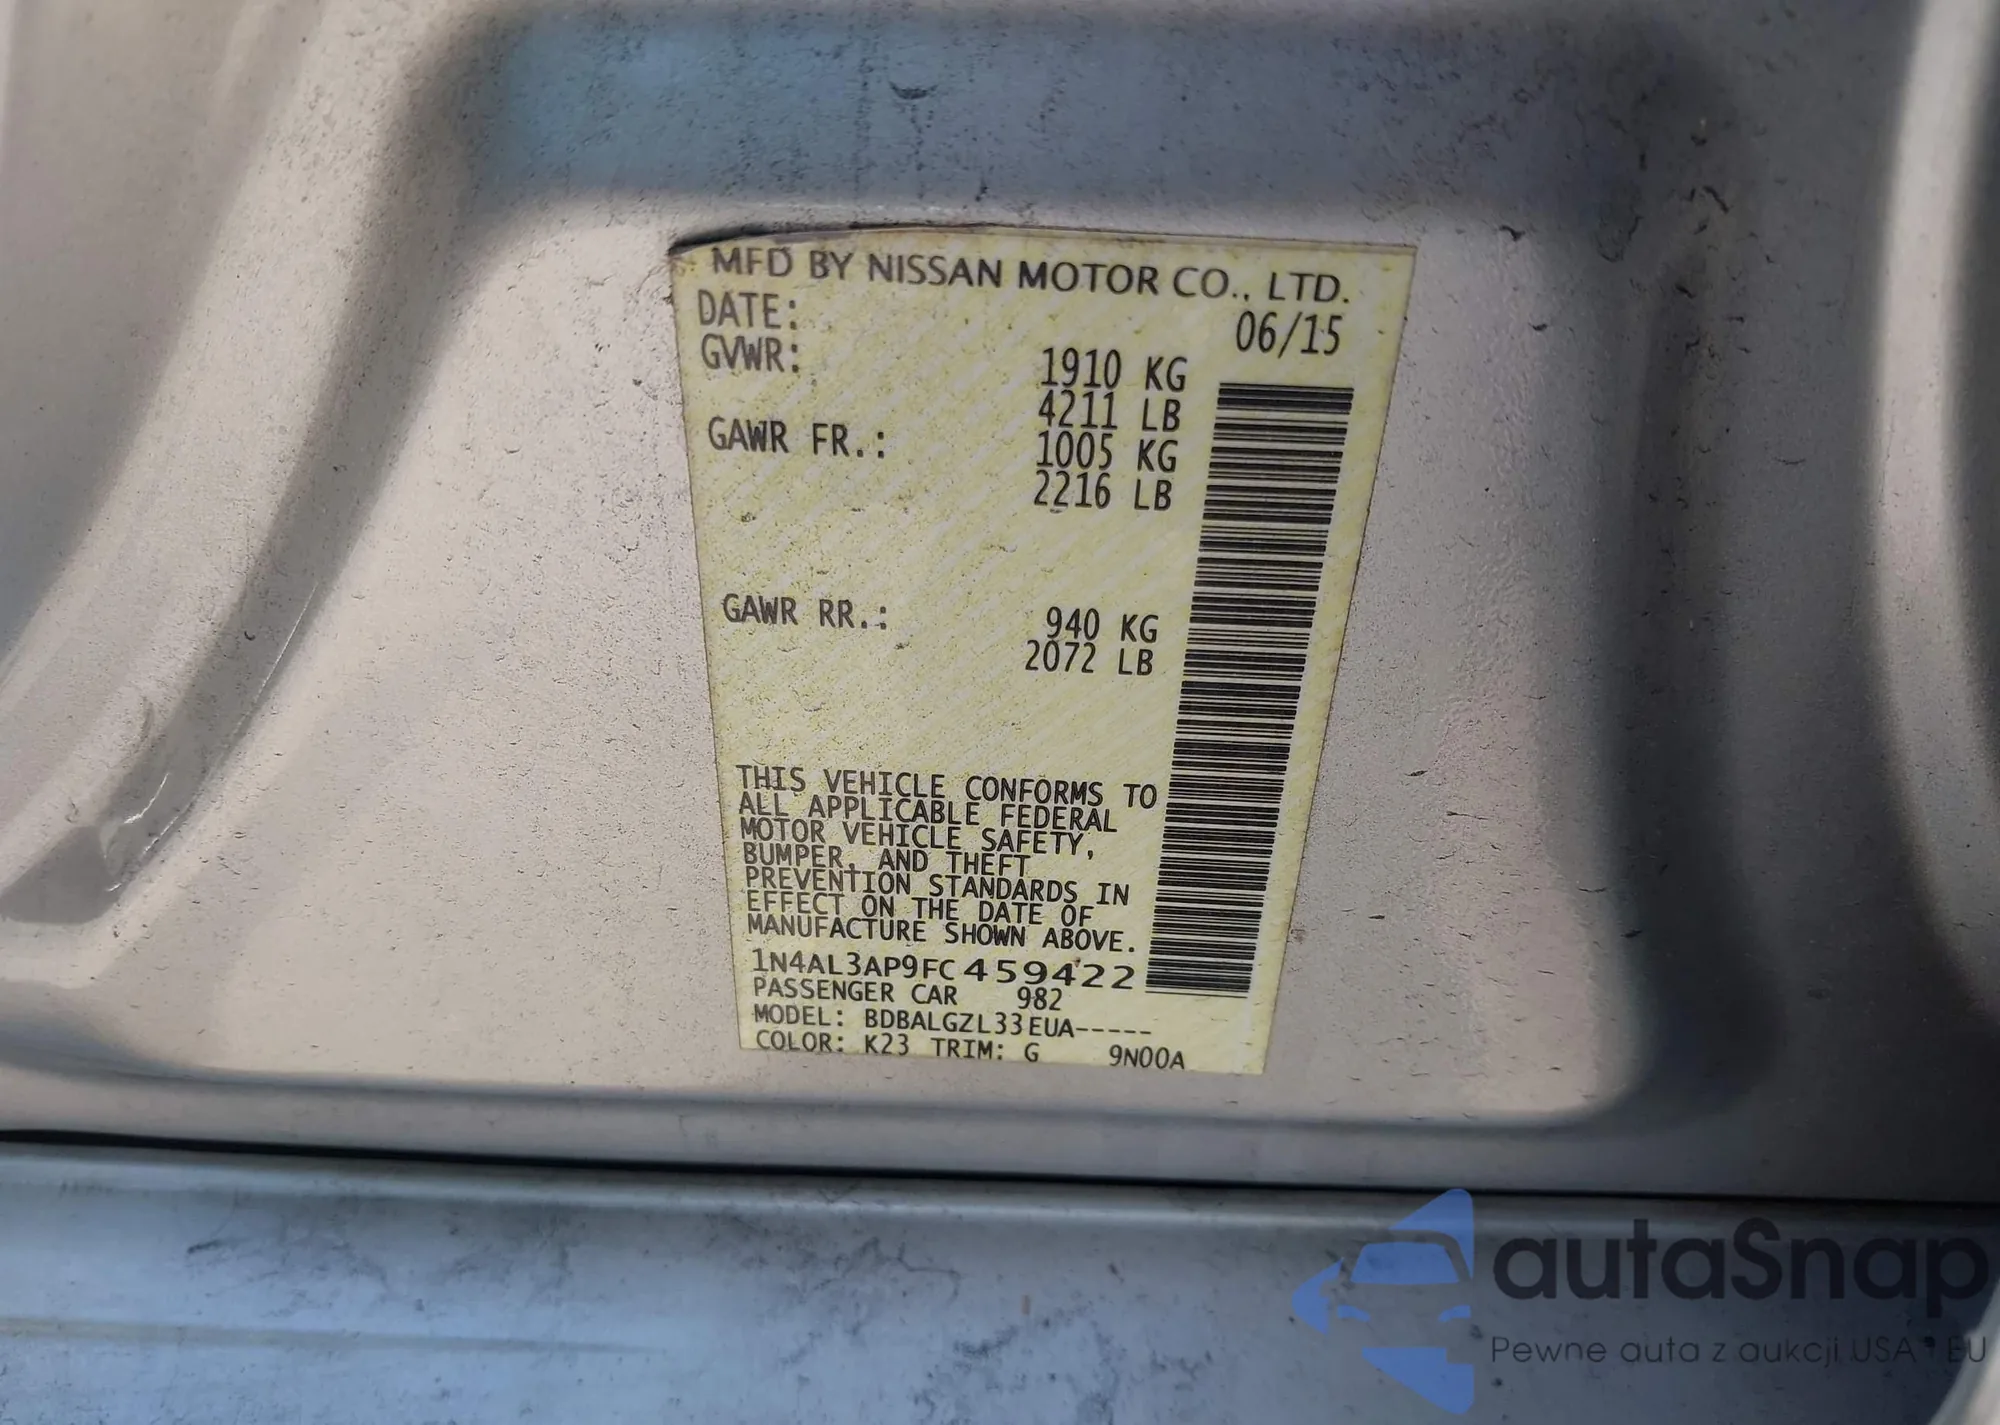 MFD BY NISSAN MOTOR CO., LTD.
DATE: 06/15
GVWR: 1910 KG
4211 LB
GAWR FR.: 1005 KG
2216 LB
GAWR RR.: 940 KG
2072 LB
THIS VEHICLE CONFORMS TO
ALL APPLICABLE FEDERAL
MOTOR VEHICLE SAFETY,
BUMPER, AND THEFT
PREVENTION STANDARDS IN
EFFECT ON THE DATE OF
MANUFACTURE SHOWN ABOVE.
1N4AL3AP9FC459422
PASSENGER CAR 982
MODEL: BDBALGZL33EUA-----
COLOR: K23 TRIM: G 9N00A
autaSnap
Pewne auta z aukcji USA * EU